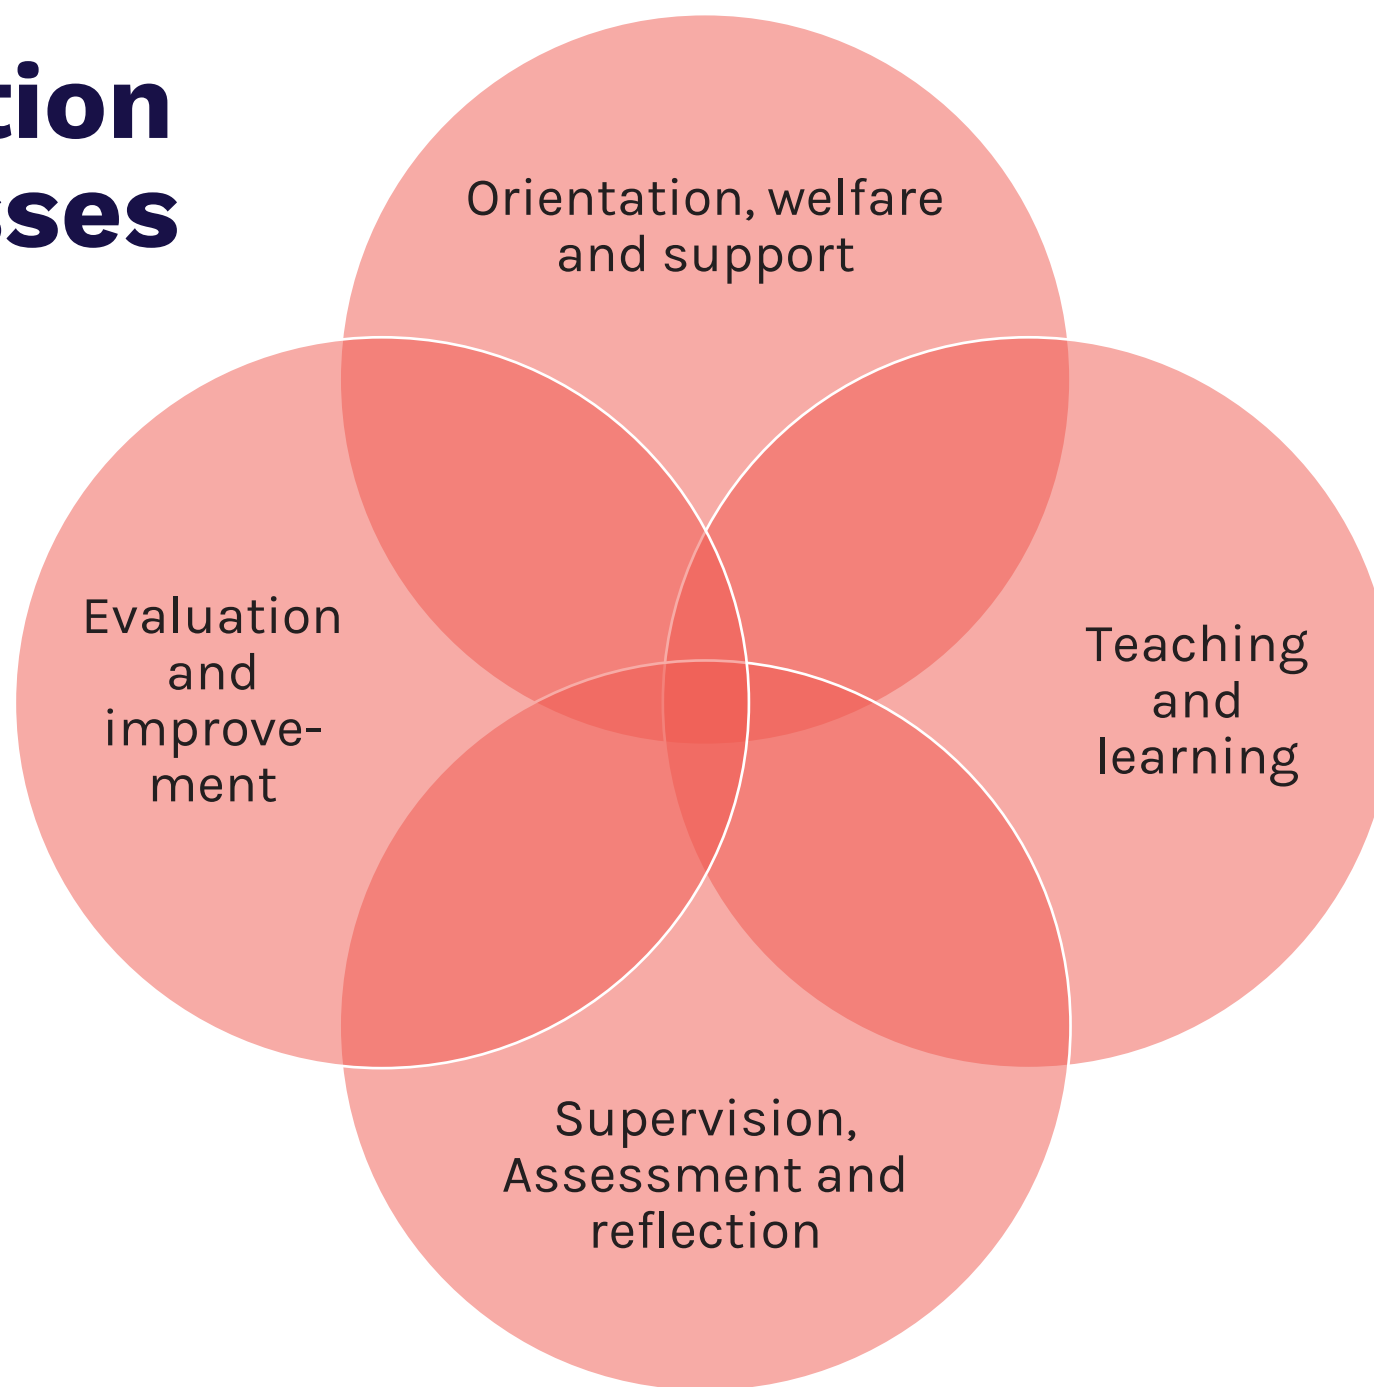 tion
sses
Orientation, welfare
and support
Evaluation
and
improve-
ment
Teaching
and
learning
Supervision,
Assessment and
reflection